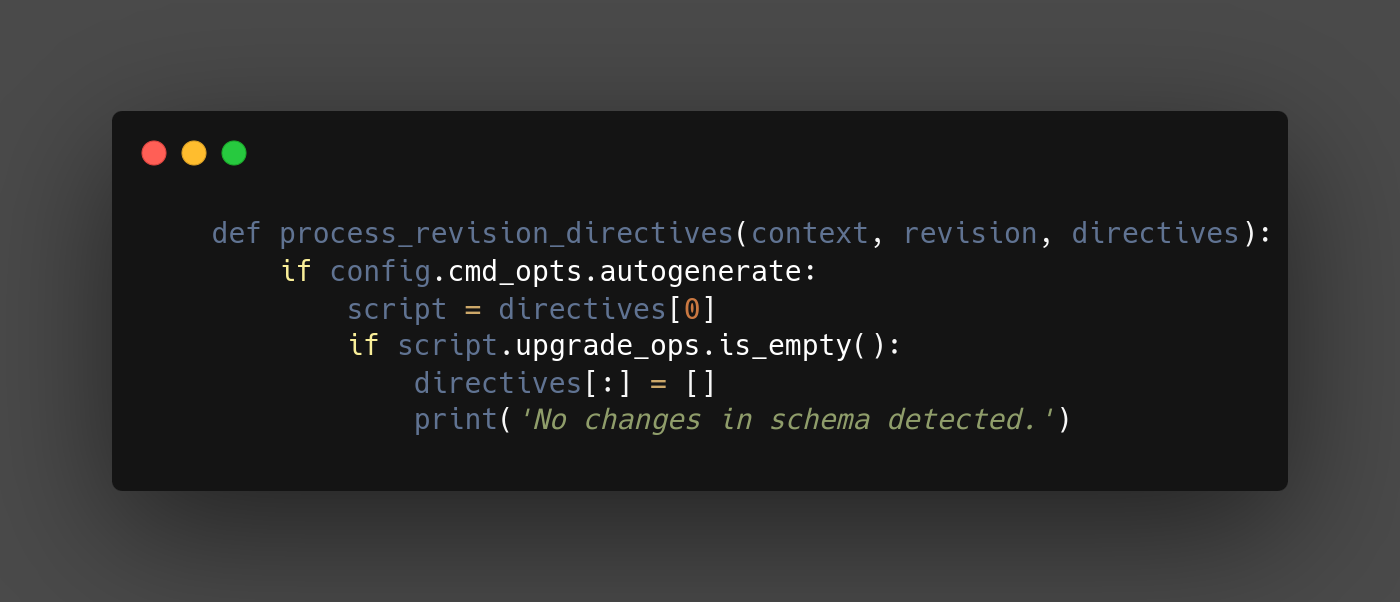 def process_revision_directives(context, revision, directives):
    if config.cmd_opts.autogenerate:
        script = directives[0]
        if script.upgrade_ops.is_empty():
            directives[:] = []
            print('No changes in schema detected.')